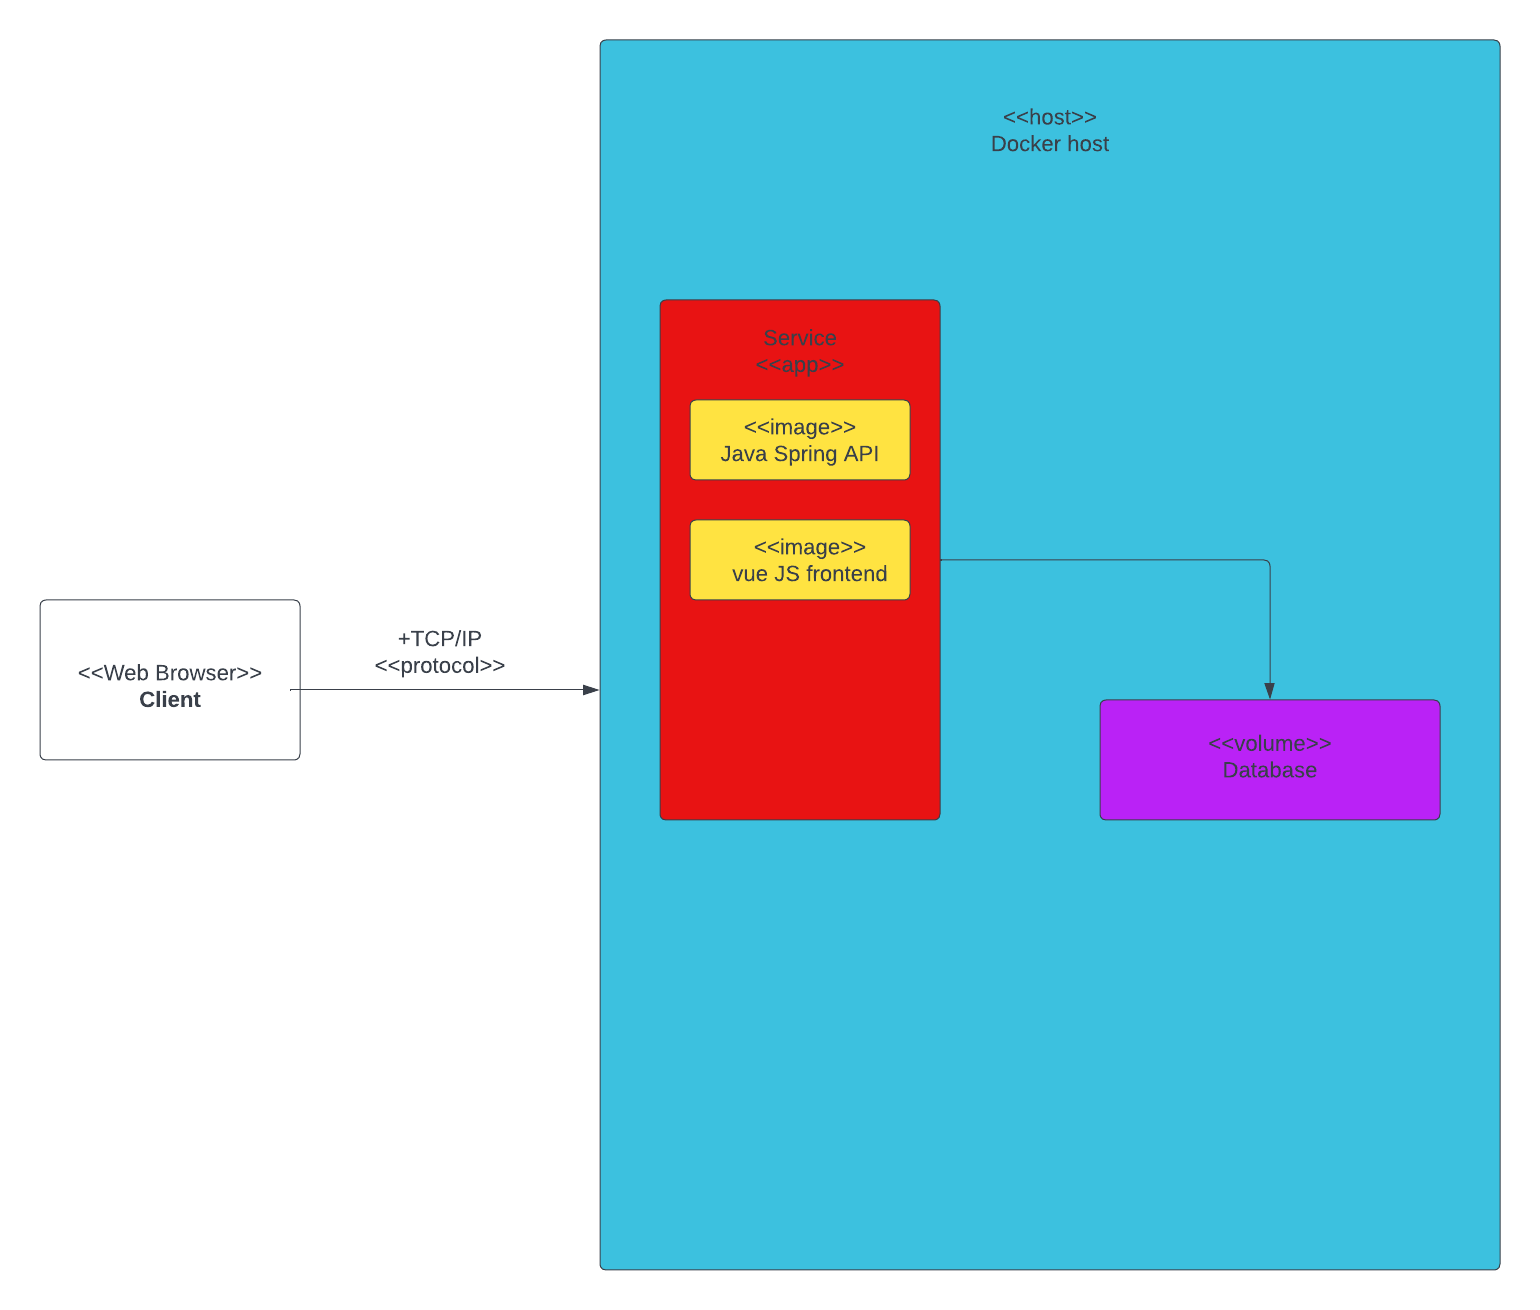 <<host>>
Docker host
Service
<<app>>
<<image>>
Java Spring API
<<image>>
vue JS frontend
+TCP/IP
<<protocol>>
<<Web Browser>>
Client
<<volume>>
Database